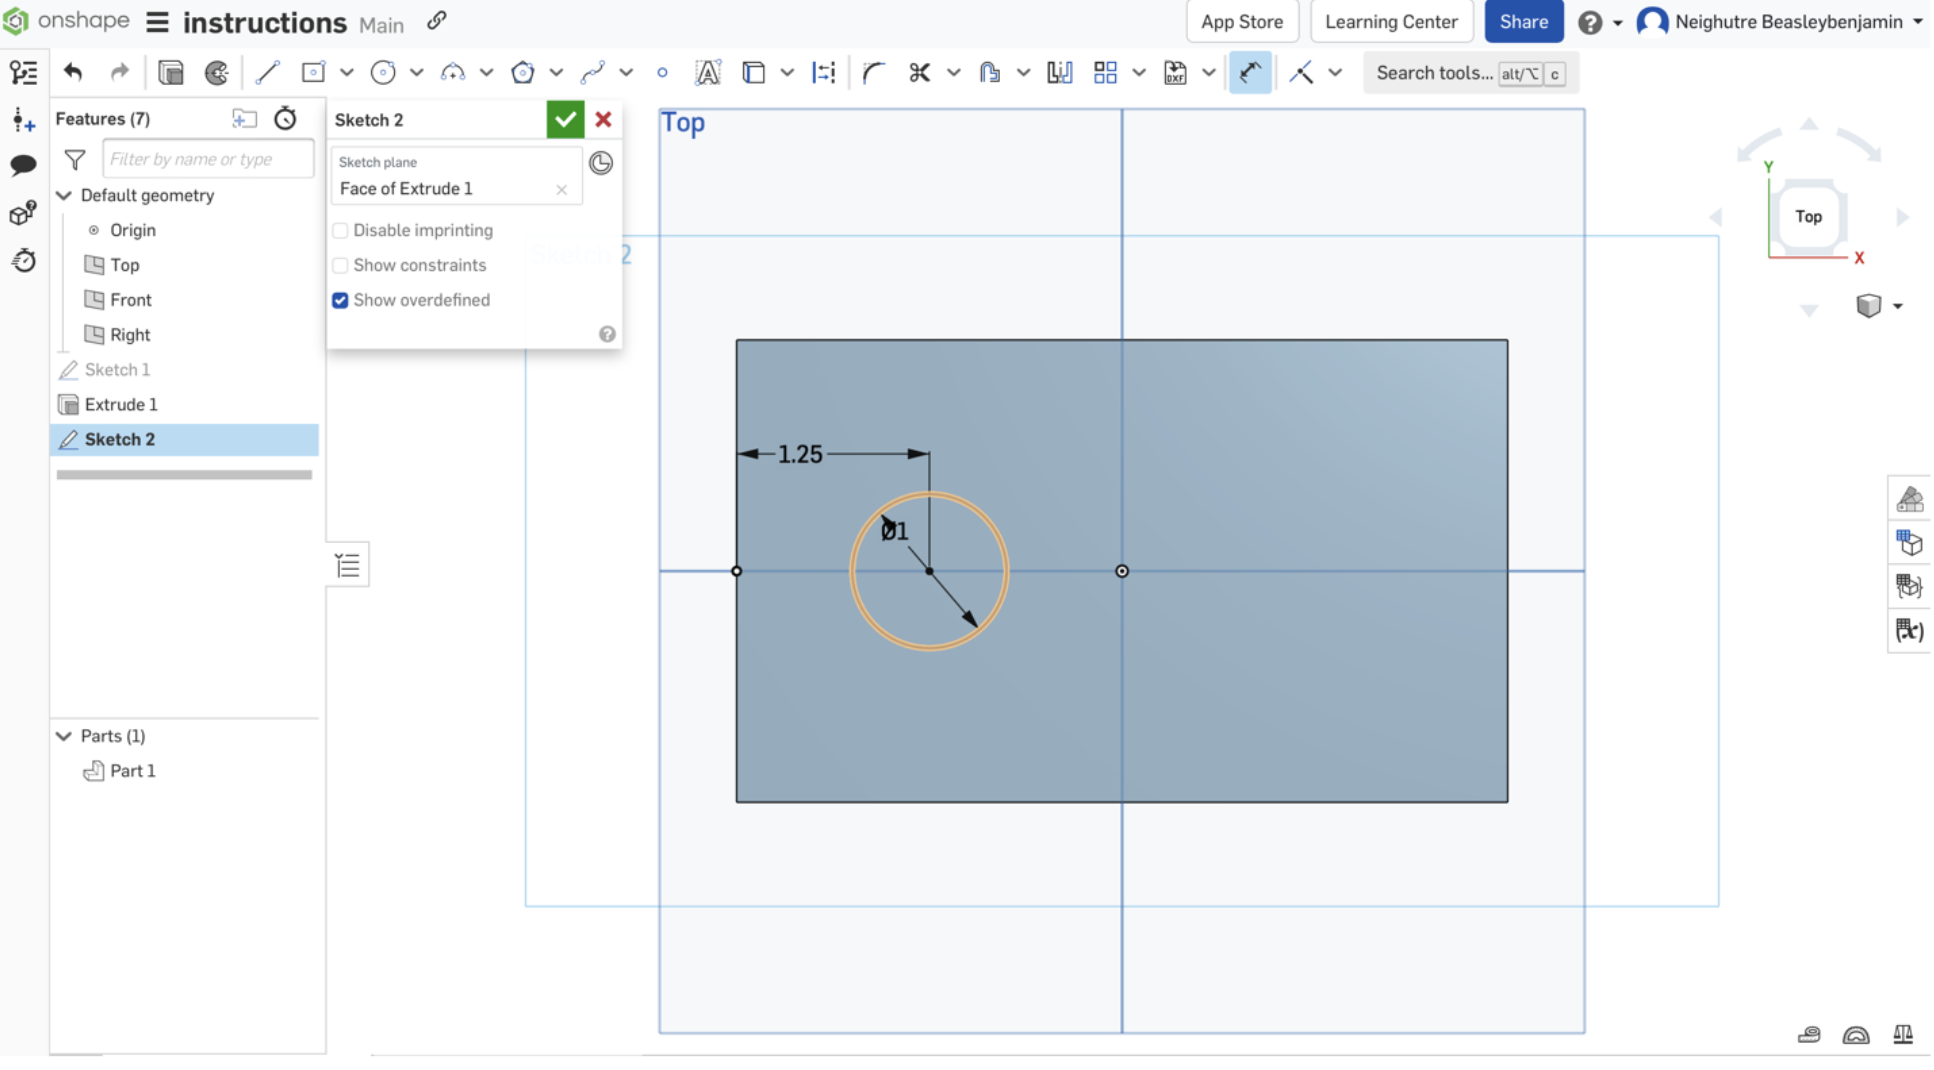 onshape instructions Main App Store Learning Center Share Neighutre Beasleybenjamin
DXF Search tools... alt/⌥ c
Features (7)
Filter by name or type
Default geometry
Origin
Top
Front
Right
Sketch 1
Extrude 1
Sketch 2
Parts (1)
Part 1
Sketch 2
Sketch plane
Face of Extrude 1
Disable imprinting
Show constraints
Show overdefined
Sketch 2
Top
1.25
Ø1
Y
Top
X